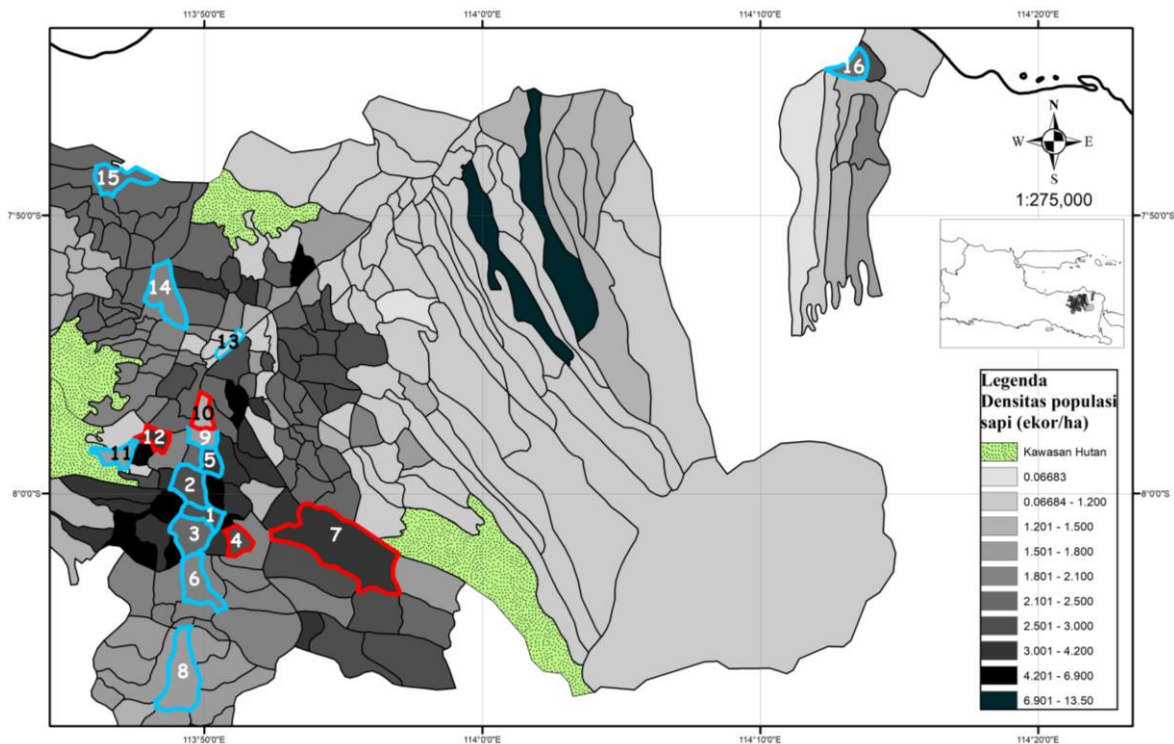 113°50'0"E 114°0'0"E 114°10'0"E 114°20'0"E
16
N
W E
S
15
1:275,000
7°50'0"S 7°50'0"S
14
13
10
12
9
11
5
2
8°0'0"S 8°0'0"S
1
3
4
7
6
8
Legenda
Densitas populasi
sapi (ekor/ha)
Kawasan Hutan
0.06683
0.06684 - 1.200
1.201 - 1.500
1.501 - 1.800
1.801 - 2.100
2.101 - 2.500
2.501 - 3.000
3.001 - 4.200
4.201 - 6.900
6.901 - 13.50
113°50'0"E 114°0'0"E 114°10'0"E 114°20'0"E